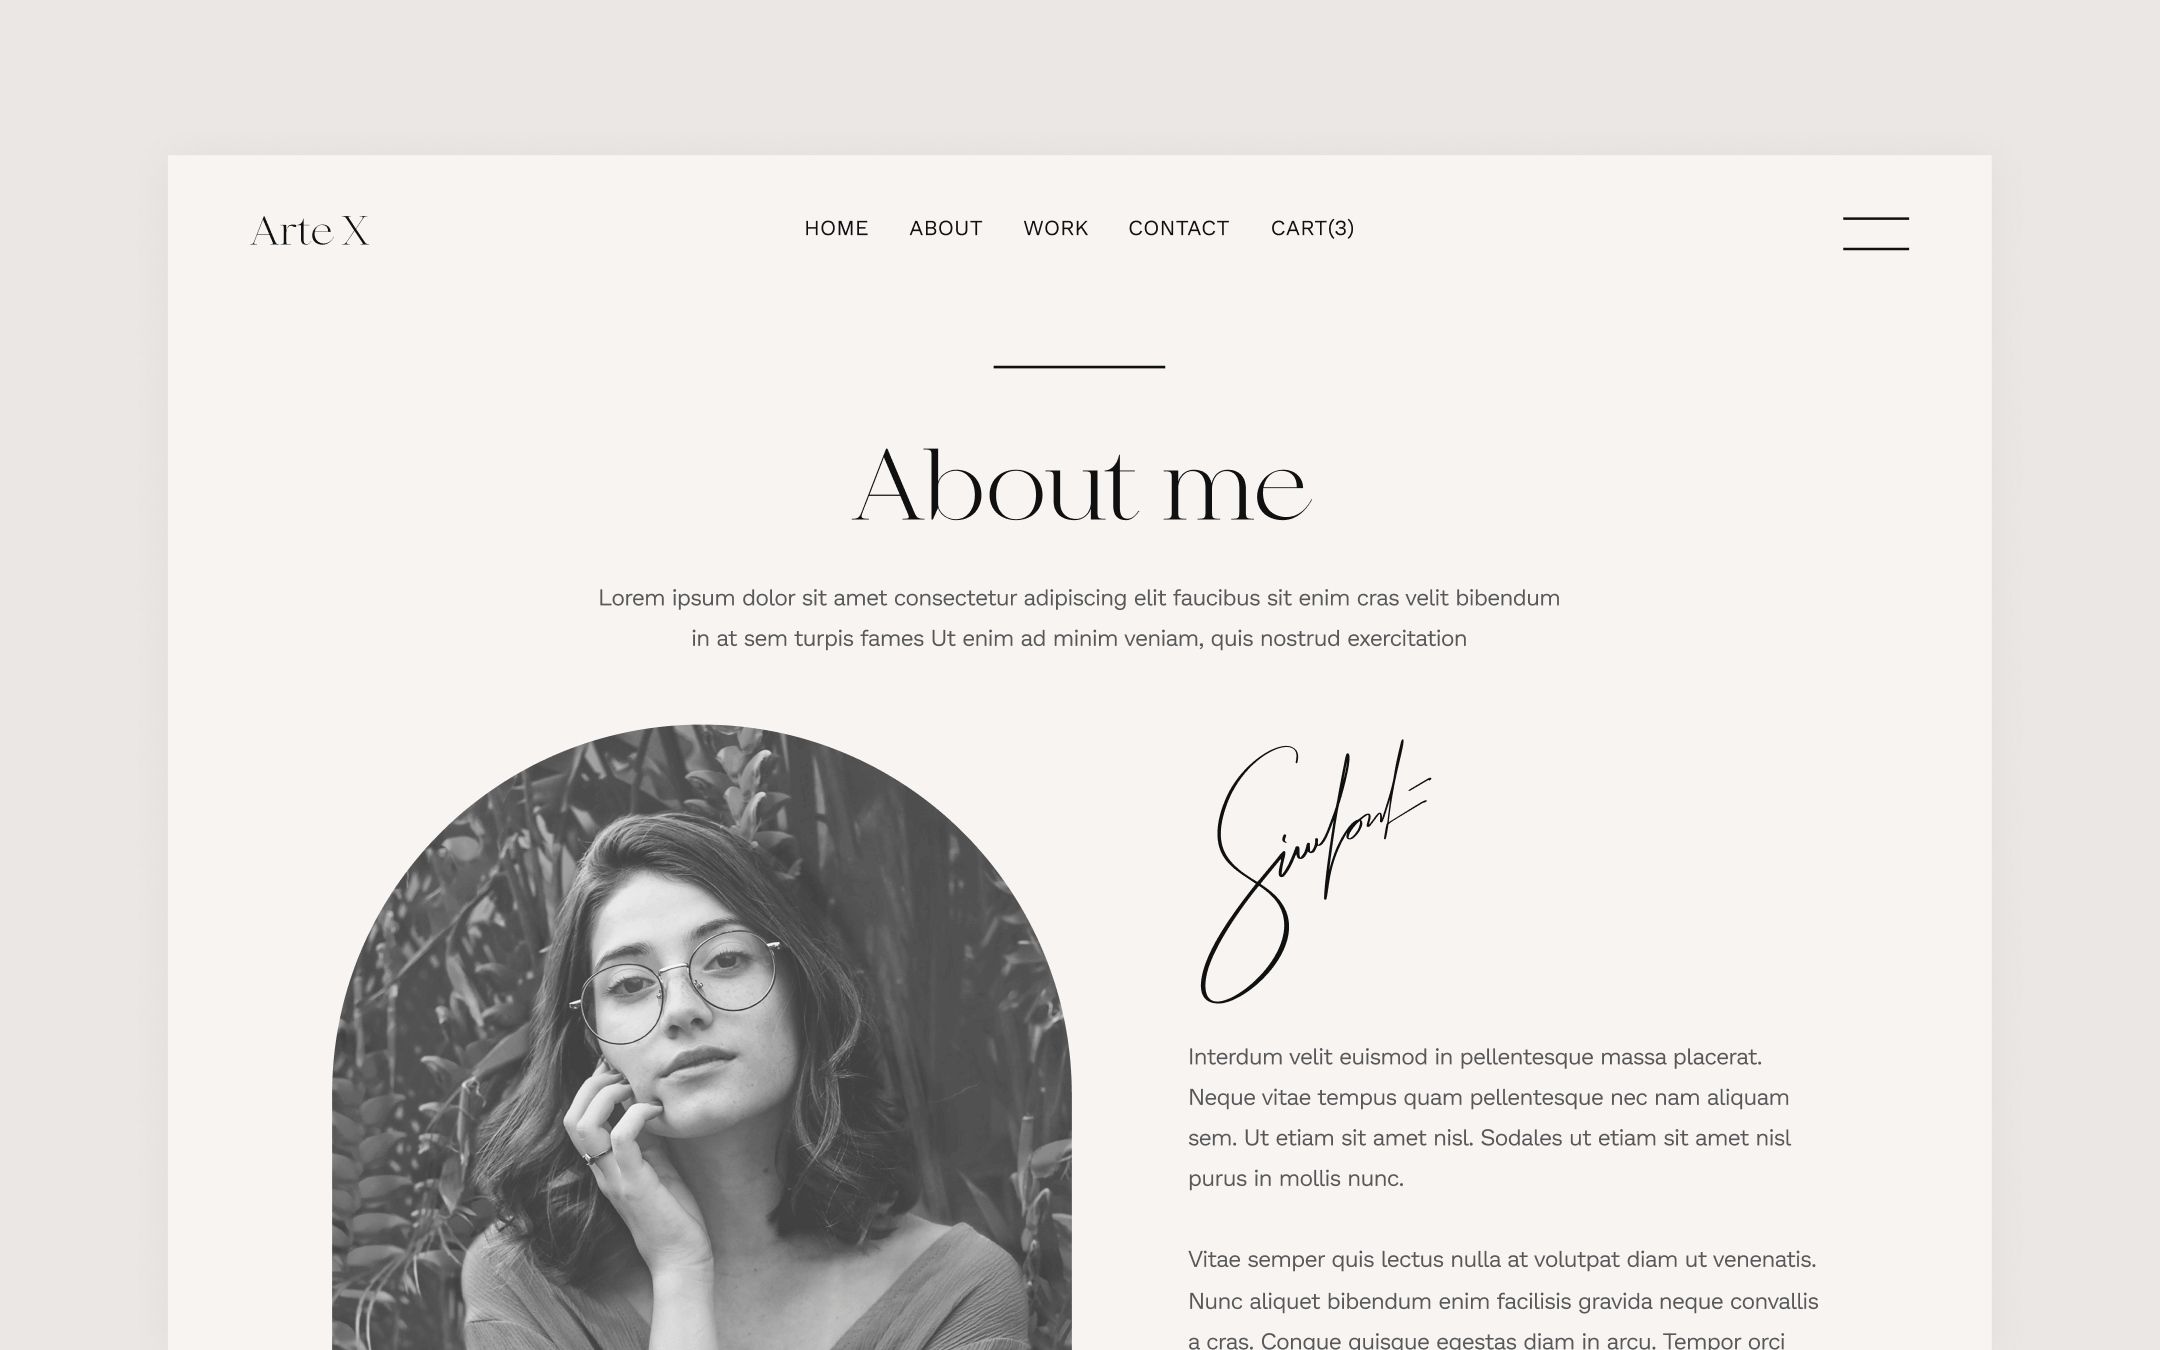 Arte X
HOME ABOUT WORK CONTACT CART(3)
About me
Lorem ipsum dolor sit amet consectetur adipiscing elit faucibus sit enim cras velit bibendum
in at sem turpis fames Ut enim ad minim veniam, quis nostrud exercitation
Interdum velit euismod in pellentesque massa placerat.
Neque vitae tempus quam pellentesque nec nam aliquam
sem. Ut etiam sit amet nisl. Sodales ut etiam sit amet nisl
purus in mollis nunc.
Vitae semper quis lectus nulla at volutpat diam ut venenatis.
Nunc aliquet bibendum enim facilisis gravida neque convallis
a cras. Congue quisque egestas diam in arcu. Tempor orci